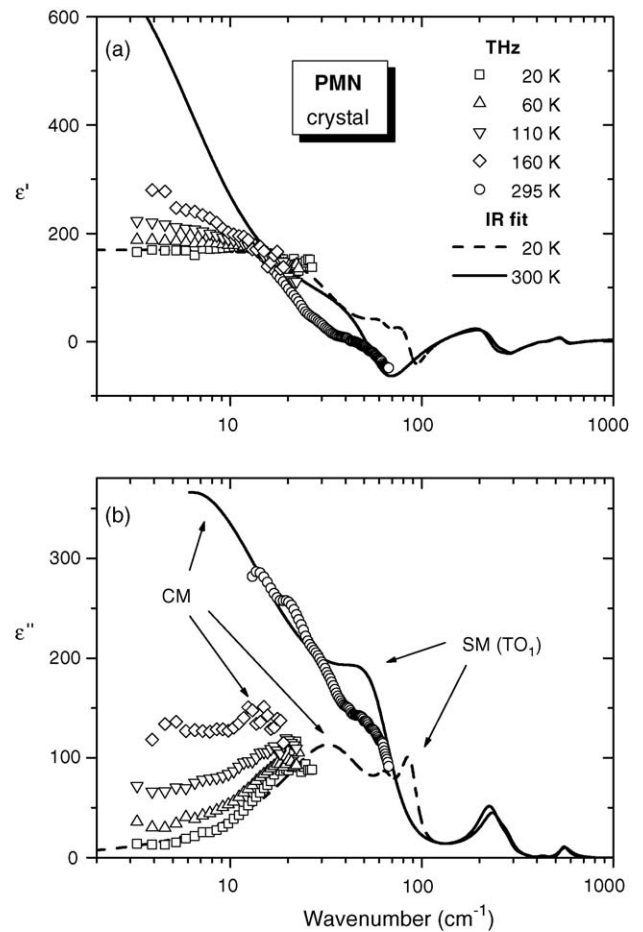 600
400
200
0
ε'
(a)
PMN
crystal
THz
20 K
60 K
110 K
160 K
295 K
IR fit
20 K
300 K
10
100
1000
300
200
100
0
ε"
(b)
CM
SM (TO₁)
10
100
1000
Wavenumber (cm⁻¹)